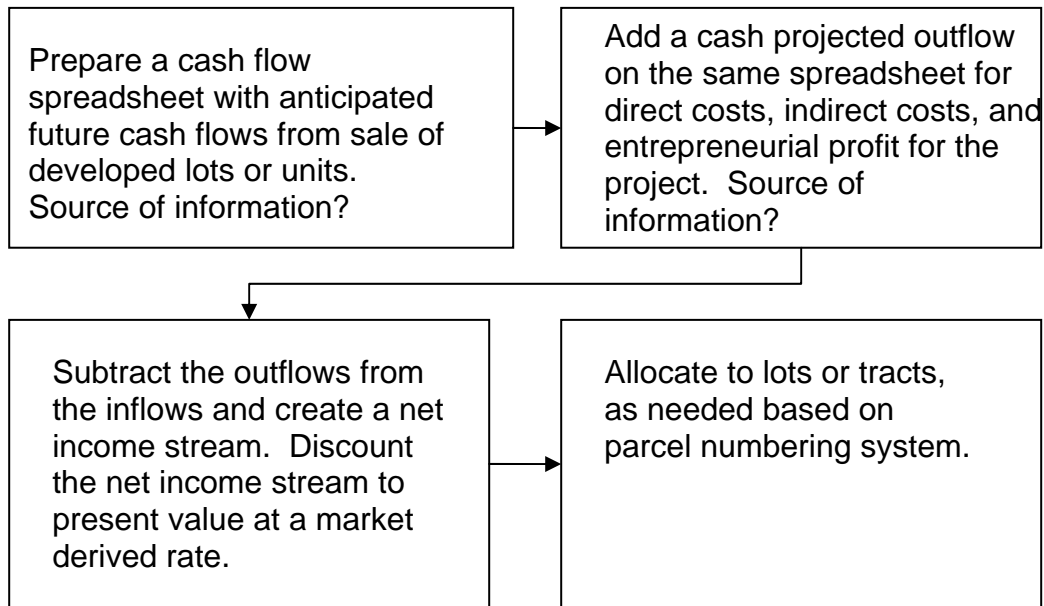 Prepare a cash flow
spreadsheet with anticipated
future cash flows from sale of
developed lots or units.
Source of information?
Add a cash projected outflow
on the same spreadsheet for
direct costs, indirect costs, and
entrepreneurial profit for the
project.  Source of
information?
Subtract the outflows from
the inflows and create a net
income stream.  Discount
the net income stream to
present value at a market
derived rate.
Allocate to lots or tracts,
as needed based on
parcel numbering system.